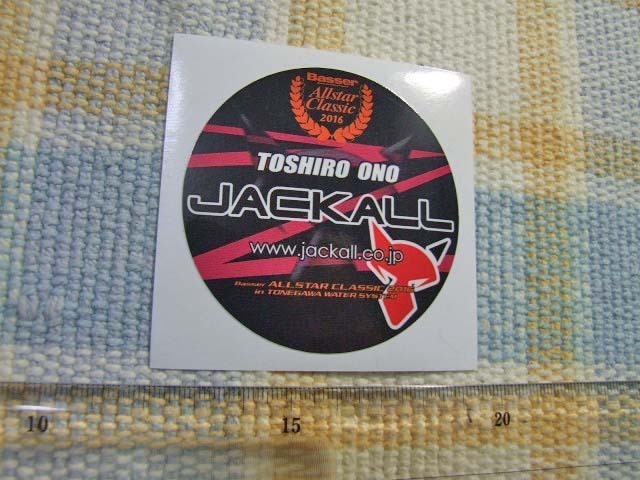 Basser
Allstar
Classic
2016
TOSHIRO ONO
JACKALL
www.jackall.co.jp
Basser ALLSTAR CLASSIC 2016
in TONEGAWA WATER SYSTEM
10 15 20